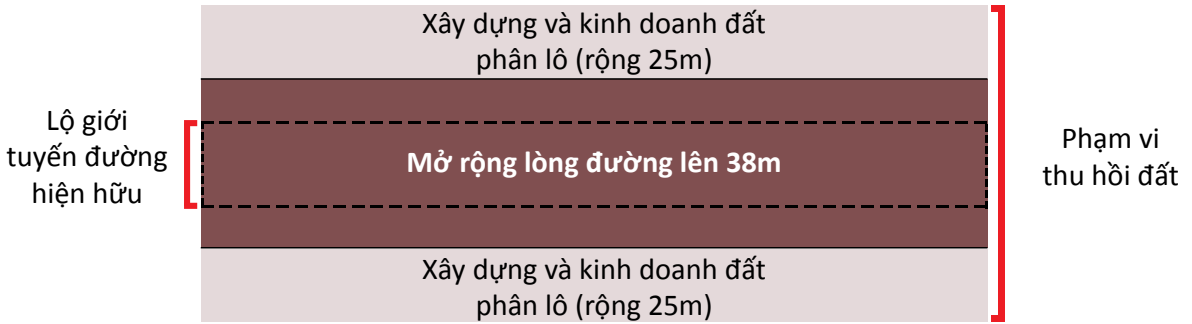 Xây dựng và kinh doanh đất
phân lô (rộng 25m)
Lộ giới
tuyến đường
hiện hữu
Mở rộng lòng đường lên 38m
Phạm vi
thu hồi đất
Xây dựng và kinh doanh đất
phân lô (rộng 25m)